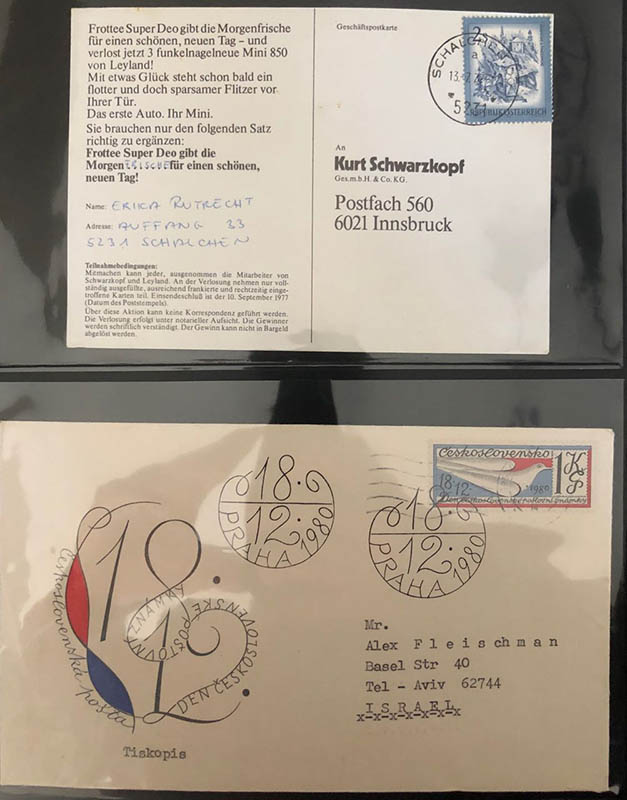 Frottee Super Deo gibt die Morgenfrische
für einen schönen, neuen Tag – und
verlost jetzt 3 funkelnagelneue Mini 850
von Leyland!
Mit etwas Glück steht schon bald ein
flotter und doch sparsamer Flitzer vor
Ihrer Tür.
Das erste Auto. Ihr Mini.
Sie brauchen nur den folgenden Satz
richtig zu ergänzen:
Frottee Super Deo gibt die
MorgenFRISCHE für einen schönen,
neuen Tag!
Name: ERIKA RUTRECHT
Adresse: AUFFANG 33
5231 SCHALCHEN
Teilnahmebedingungen:
Mitmachen kann jeder, ausgenommen die Mitarbeiter von
Schwarzkopf und Leyland. An der Verlosung nehmen nur voll-
ständig ausgefüllte, ausreichend frankierte und rechtzeitig einge-
troffene Karten teil. Einsendeschluß ist der 10. September 1977
(Datum des Poststempels).
Über diese Aktion kann keine Korrespondenz geführt werden.
Die Verlosung erfolgt unter notarieller Aufsicht. Die Gewinner
werden schriftlich verständigt. Der Gewinn kann nicht in Bargeld
abgelöst werden.
Geschäftspostkarte
SCHALCHEN
5231
REPUBLIK ÖSTERREICH
An
Kurt Schwarzkopf
Ges.m.b.H. & Co.KG.
Postfach 560
6021 Innsbruck
Československo
1 Kčs
18.12.1980
Den československé poštovní známky
18.
12.
PRAHA 1980
18.
12.
PRAHA 1980
18
12
DEN ČESKOSLOVENSKÉ POŠTOVNÍ ZNÁMKY
Československá pošta
Mr.
Alex Fleischman
Basel Str 40
Tel - Aviv 62744
ISRAEL
x-x-x-x-x-x-x
Tiskopis